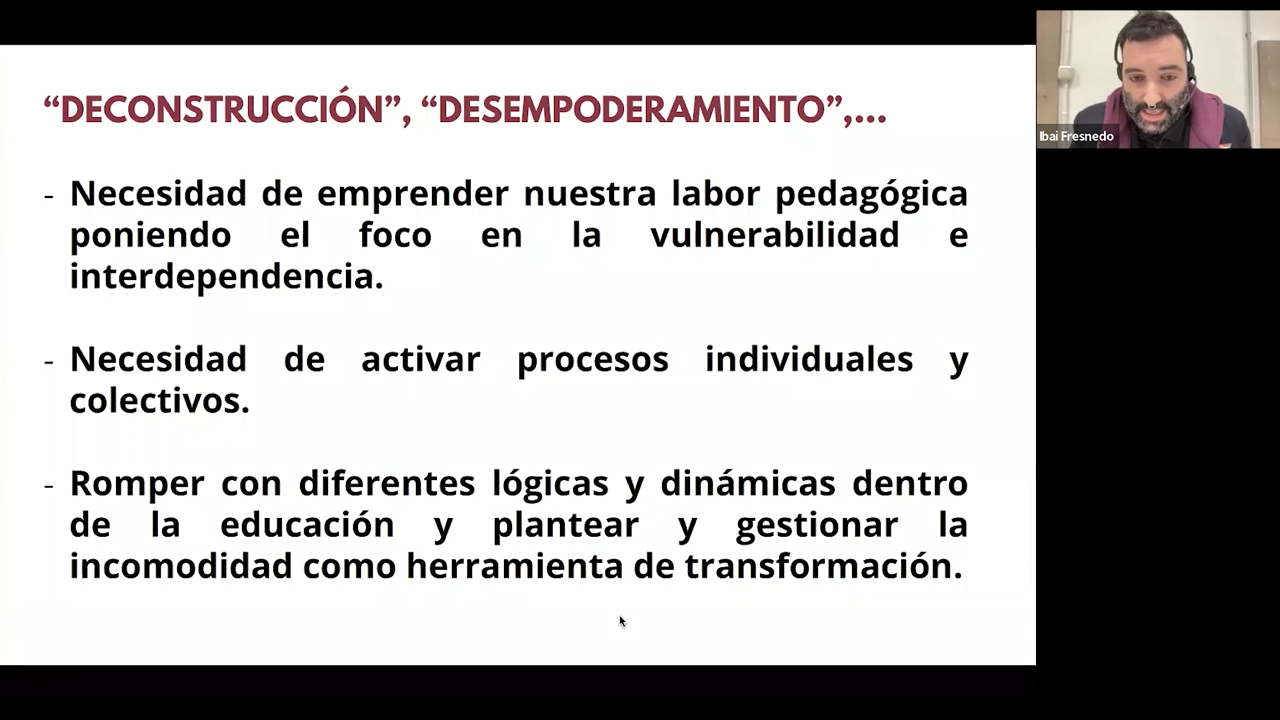 “DECONSTRUCCIÓN”, “DESEMPODERAMIENTO”,...
- Necesidad de emprender nuestra labor pedagógica
poniendo el foco en la vulnerabilidad e
interdependencia.
- Necesidad de activar procesos individuales y
colectivos.
- Romper con diferentes lógicas y dinámicas dentro
de la educación y plantear y gestionar la
incomodidad como herramienta de transformación.
Ibai Fresnedo